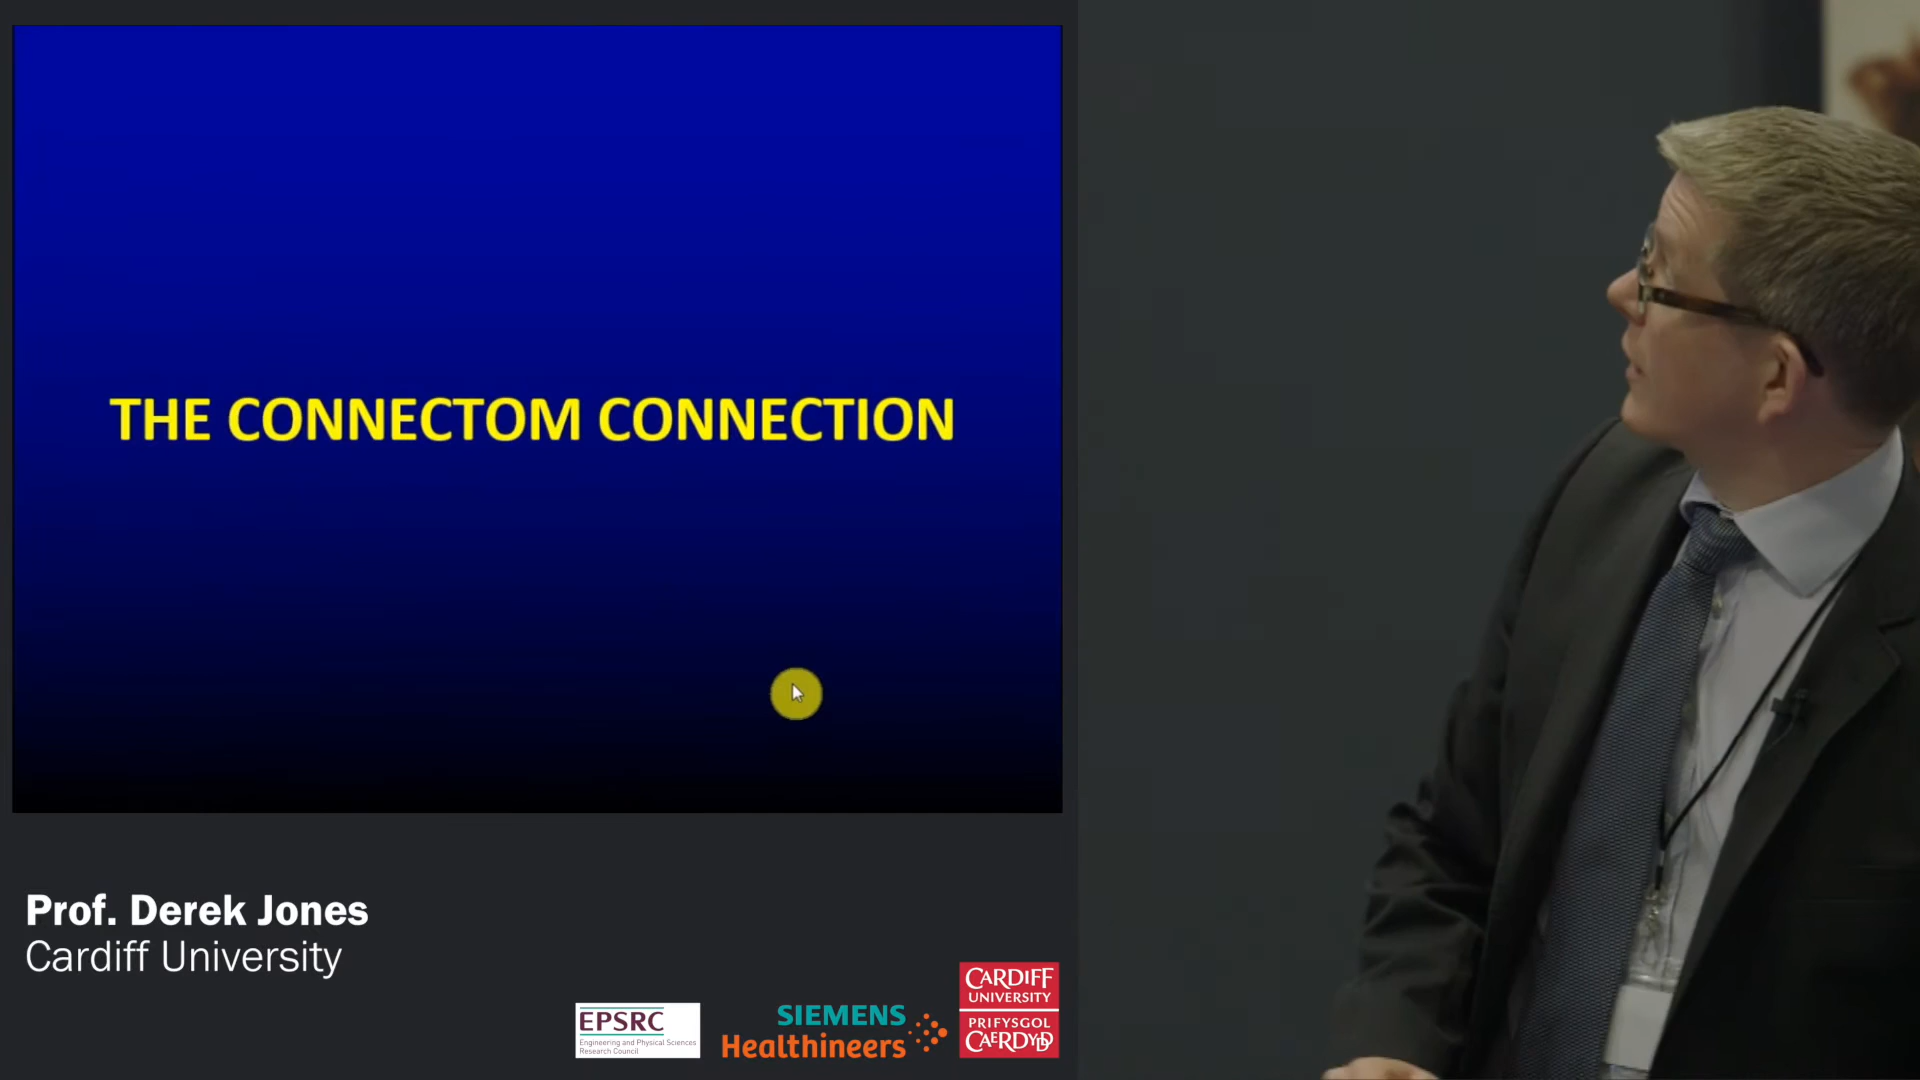 THE CONNECTOM CONNECTION
Prof. Derek Jones
Cardiff University
EPSRC
Engineering and Physical Sciences
Research Council
SIEMENS
Healthineers
CARDIFF
UNIVERSITY
PRIFYSGOL
CAERDYDD